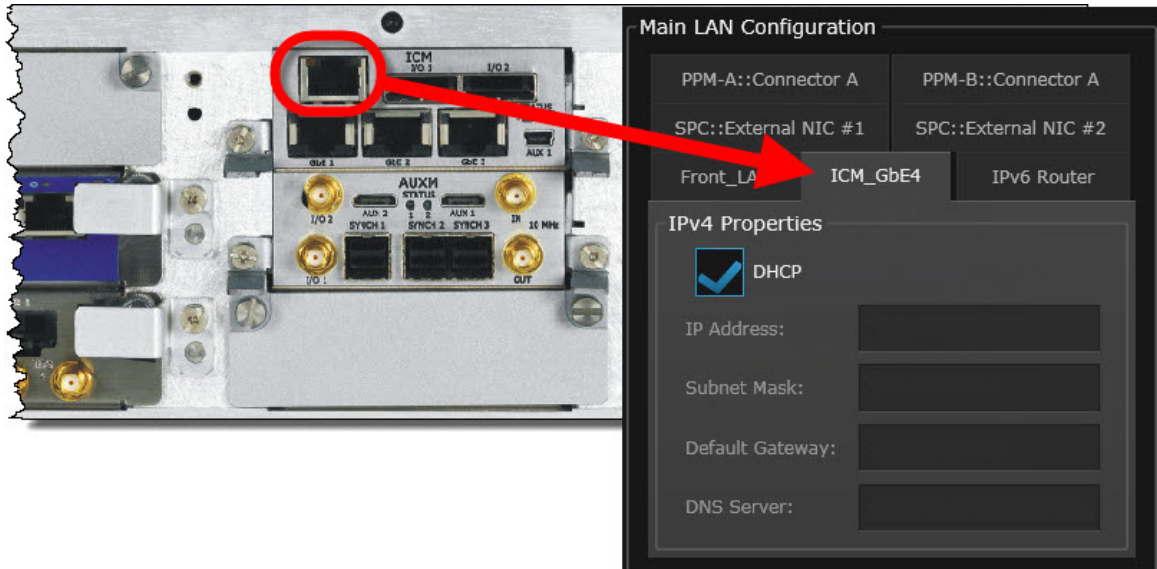 ICM
I/O 1
I/O 2
GbE 1
GbE 2
GbE 3
AUX 1
AUXM
STATUS
I/O 2
AUX 2
1 2
AUX 1
IN
10 MHz
SYNCH 1
SYNCH 2
SYNCH 3
I/O 1
OUT
Main LAN Configuration
PPM-A::Connector A
PPM-B::Connector A
SPC::External NIC #1
SPC::External NIC #2
ICM_GbE4
IPv6 Router
IPv4 Properties
DHCP
IP Address:
Subnet Mask:
Default Gateway:
DNS Server: